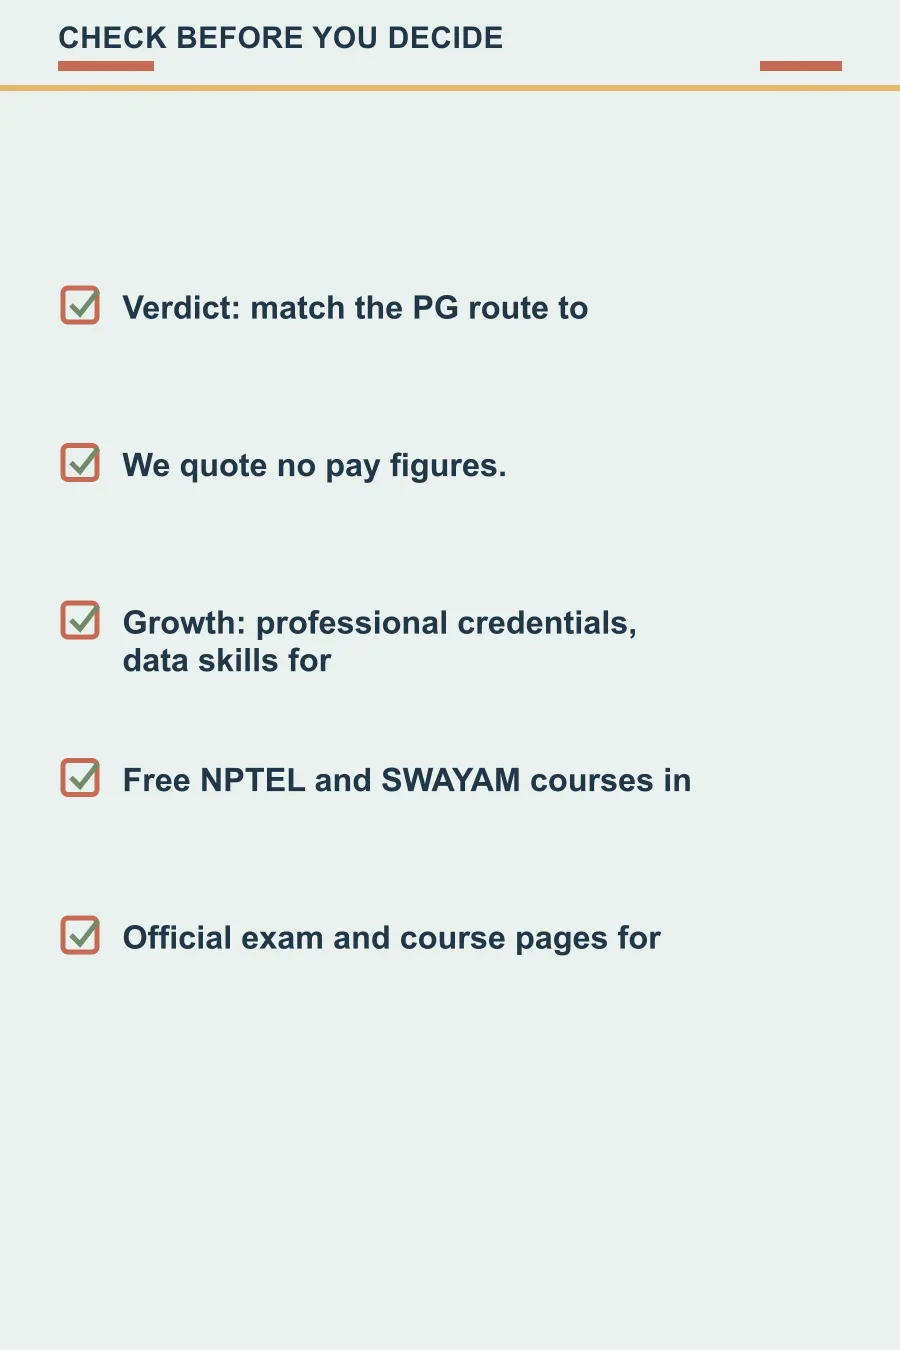 CHECK BEFORE YOU DECIDE
Verdict: match the PG route to
We quote no pay figures.
Growth: professional credentials,
data skills for
Free NPTEL and SWAYAM courses in
Official exam and course pages for